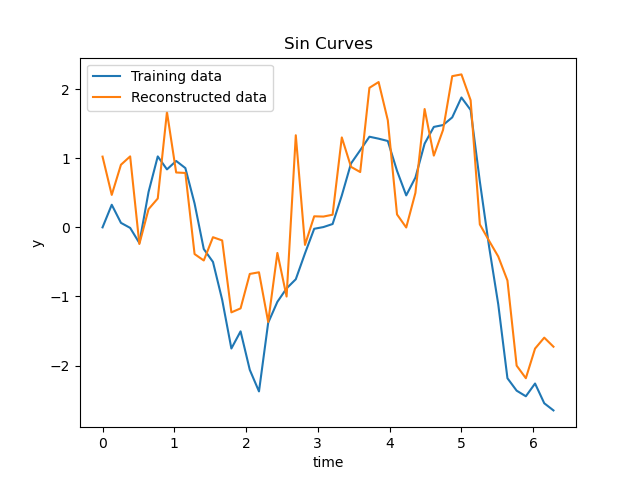 Sin Curves
Training data
Reconstructed data
2
1
0
−1
−2
y
0 1 2 3 4 5 6
time